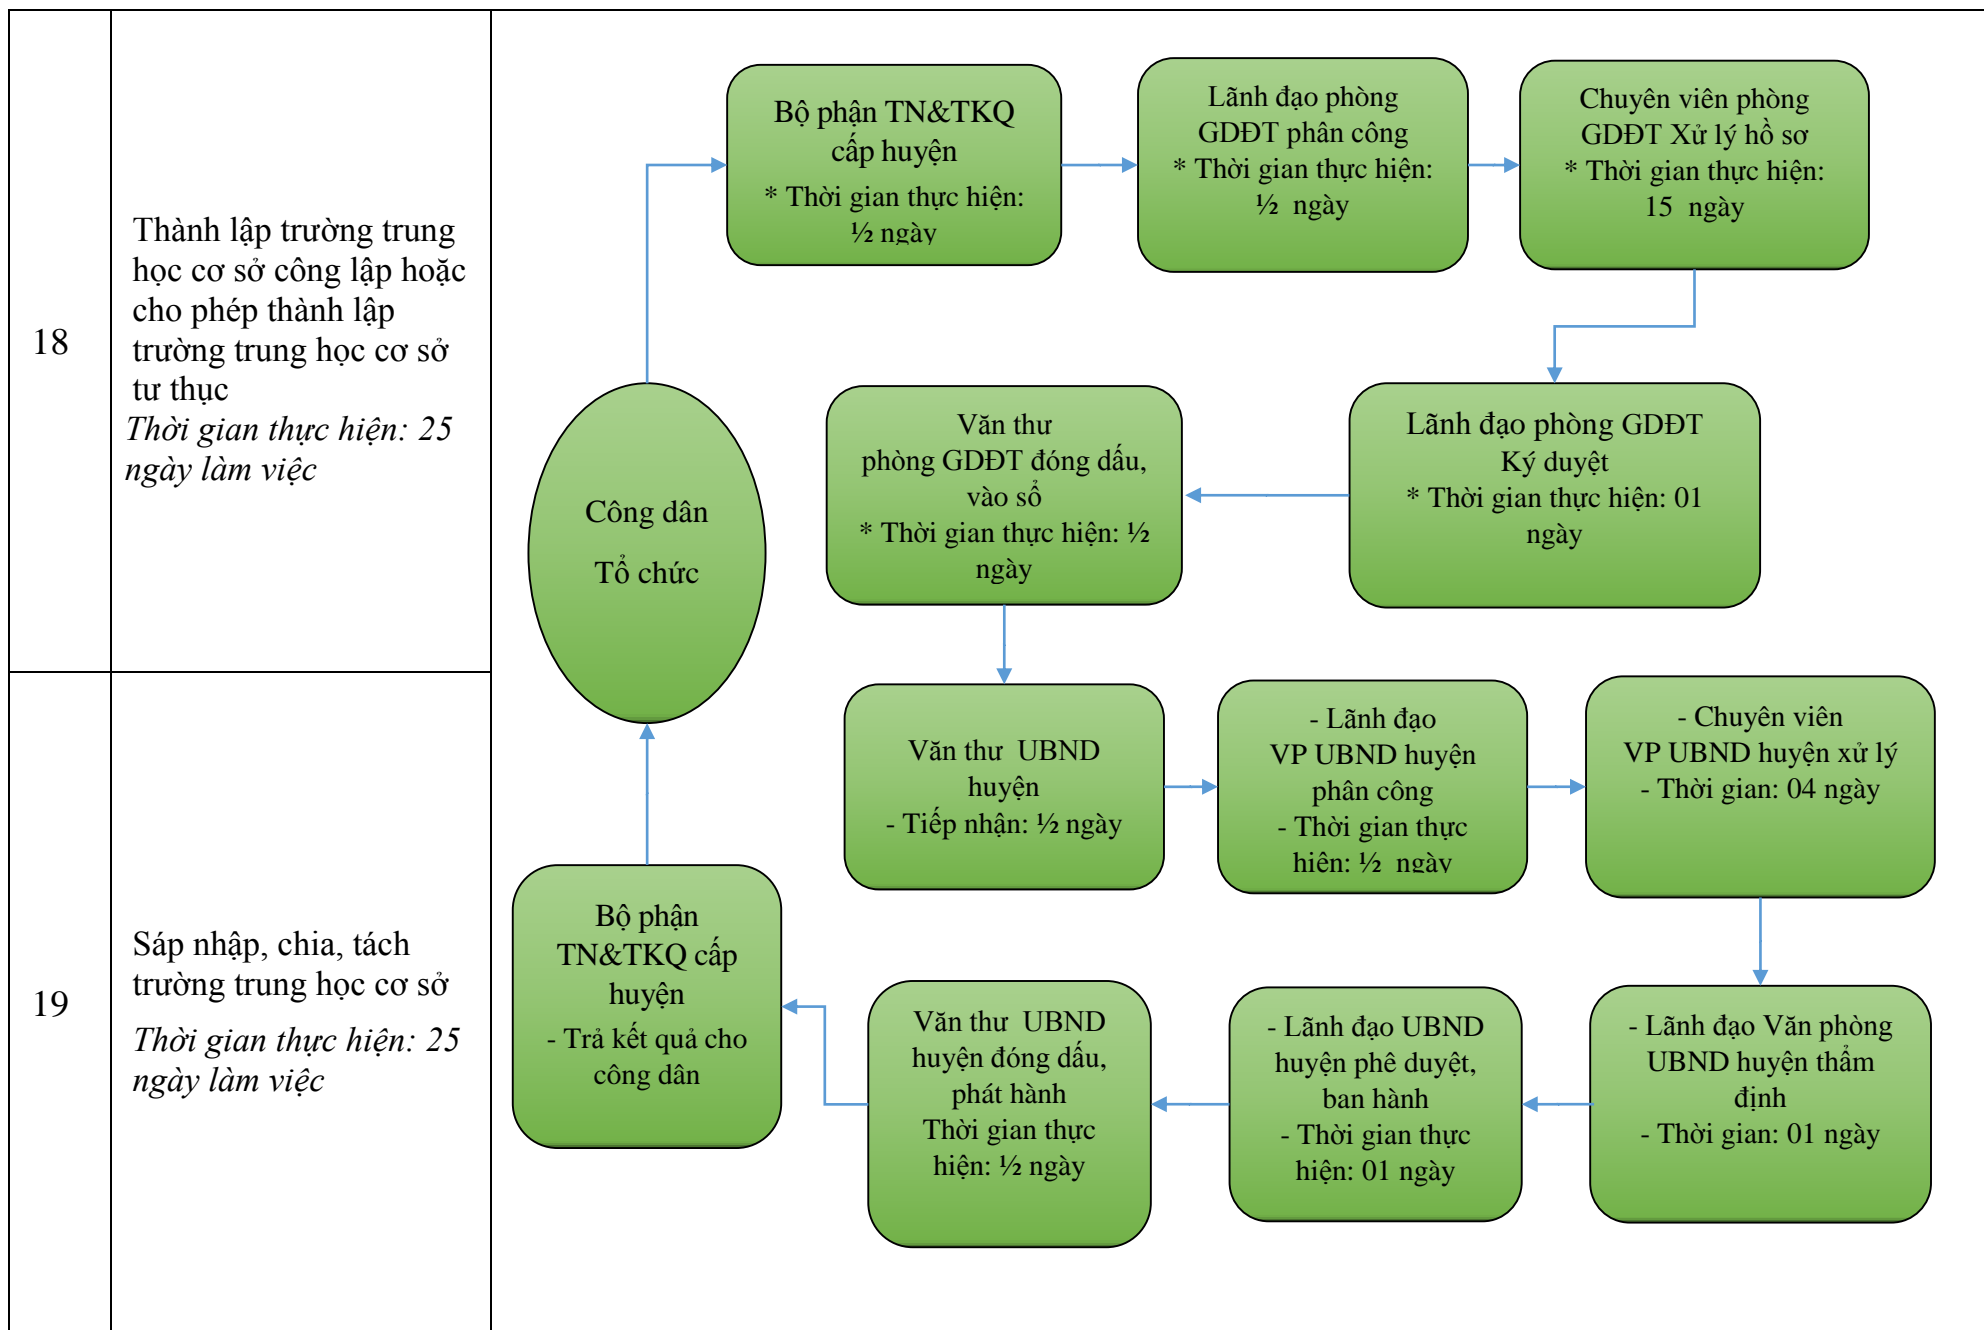 18
Thành lập trường trung
học cơ sở công lập hoặc
cho phép thành lập
trường trung học cơ sở
tư thục
Thời gian thực hiện: 25
ngày làm việc
Bộ phận TN&TKQ
cấp huyện
* Thời gian thực hiện:
½ ngày
Lãnh đạo phòng
GDĐT phân công
* Thời gian thực hiện:
½ ngày
Chuyên viên phòng
GDĐT Xử lý hồ sơ
* Thời gian thực hiện:
15 ngày
Lãnh đạo phòng GDĐT
Ký duyệt
* Thời gian thực hiện: 01
ngày
Văn thư
phòng GDĐT đóng dấu,
vào sổ
* Thời gian thực hiện: ½
ngày
Công dân
Tổ chức
Văn thư UBND
huyện
- Tiếp nhận: ½ ngày
- Lãnh đạo
VP UBND huyện
phân công
- Thời gian thực
hiện: ½ ngày
- Chuyên viên
VP UBND huyện xử lý
- Thời gian: 04 ngày
- Lãnh đạo Văn phòng
UBND huyện thẩm
định
- Thời gian: 01 ngày
- Lãnh đạo UBND
huyện phê duyệt,
ban hành
- Thời gian thực
hiện: 01 ngày
Văn thư UBND
huyện đóng dấu,
phát hành
Thời gian thực
hiện: ½ ngày
Bộ phận
TN&TKQ cấp
huyện
- Trả kết quả cho
công dân
19
Sáp nhập, chia, tách
trường trung học cơ sở
Thời gian thực hiện: 25
ngày làm việc